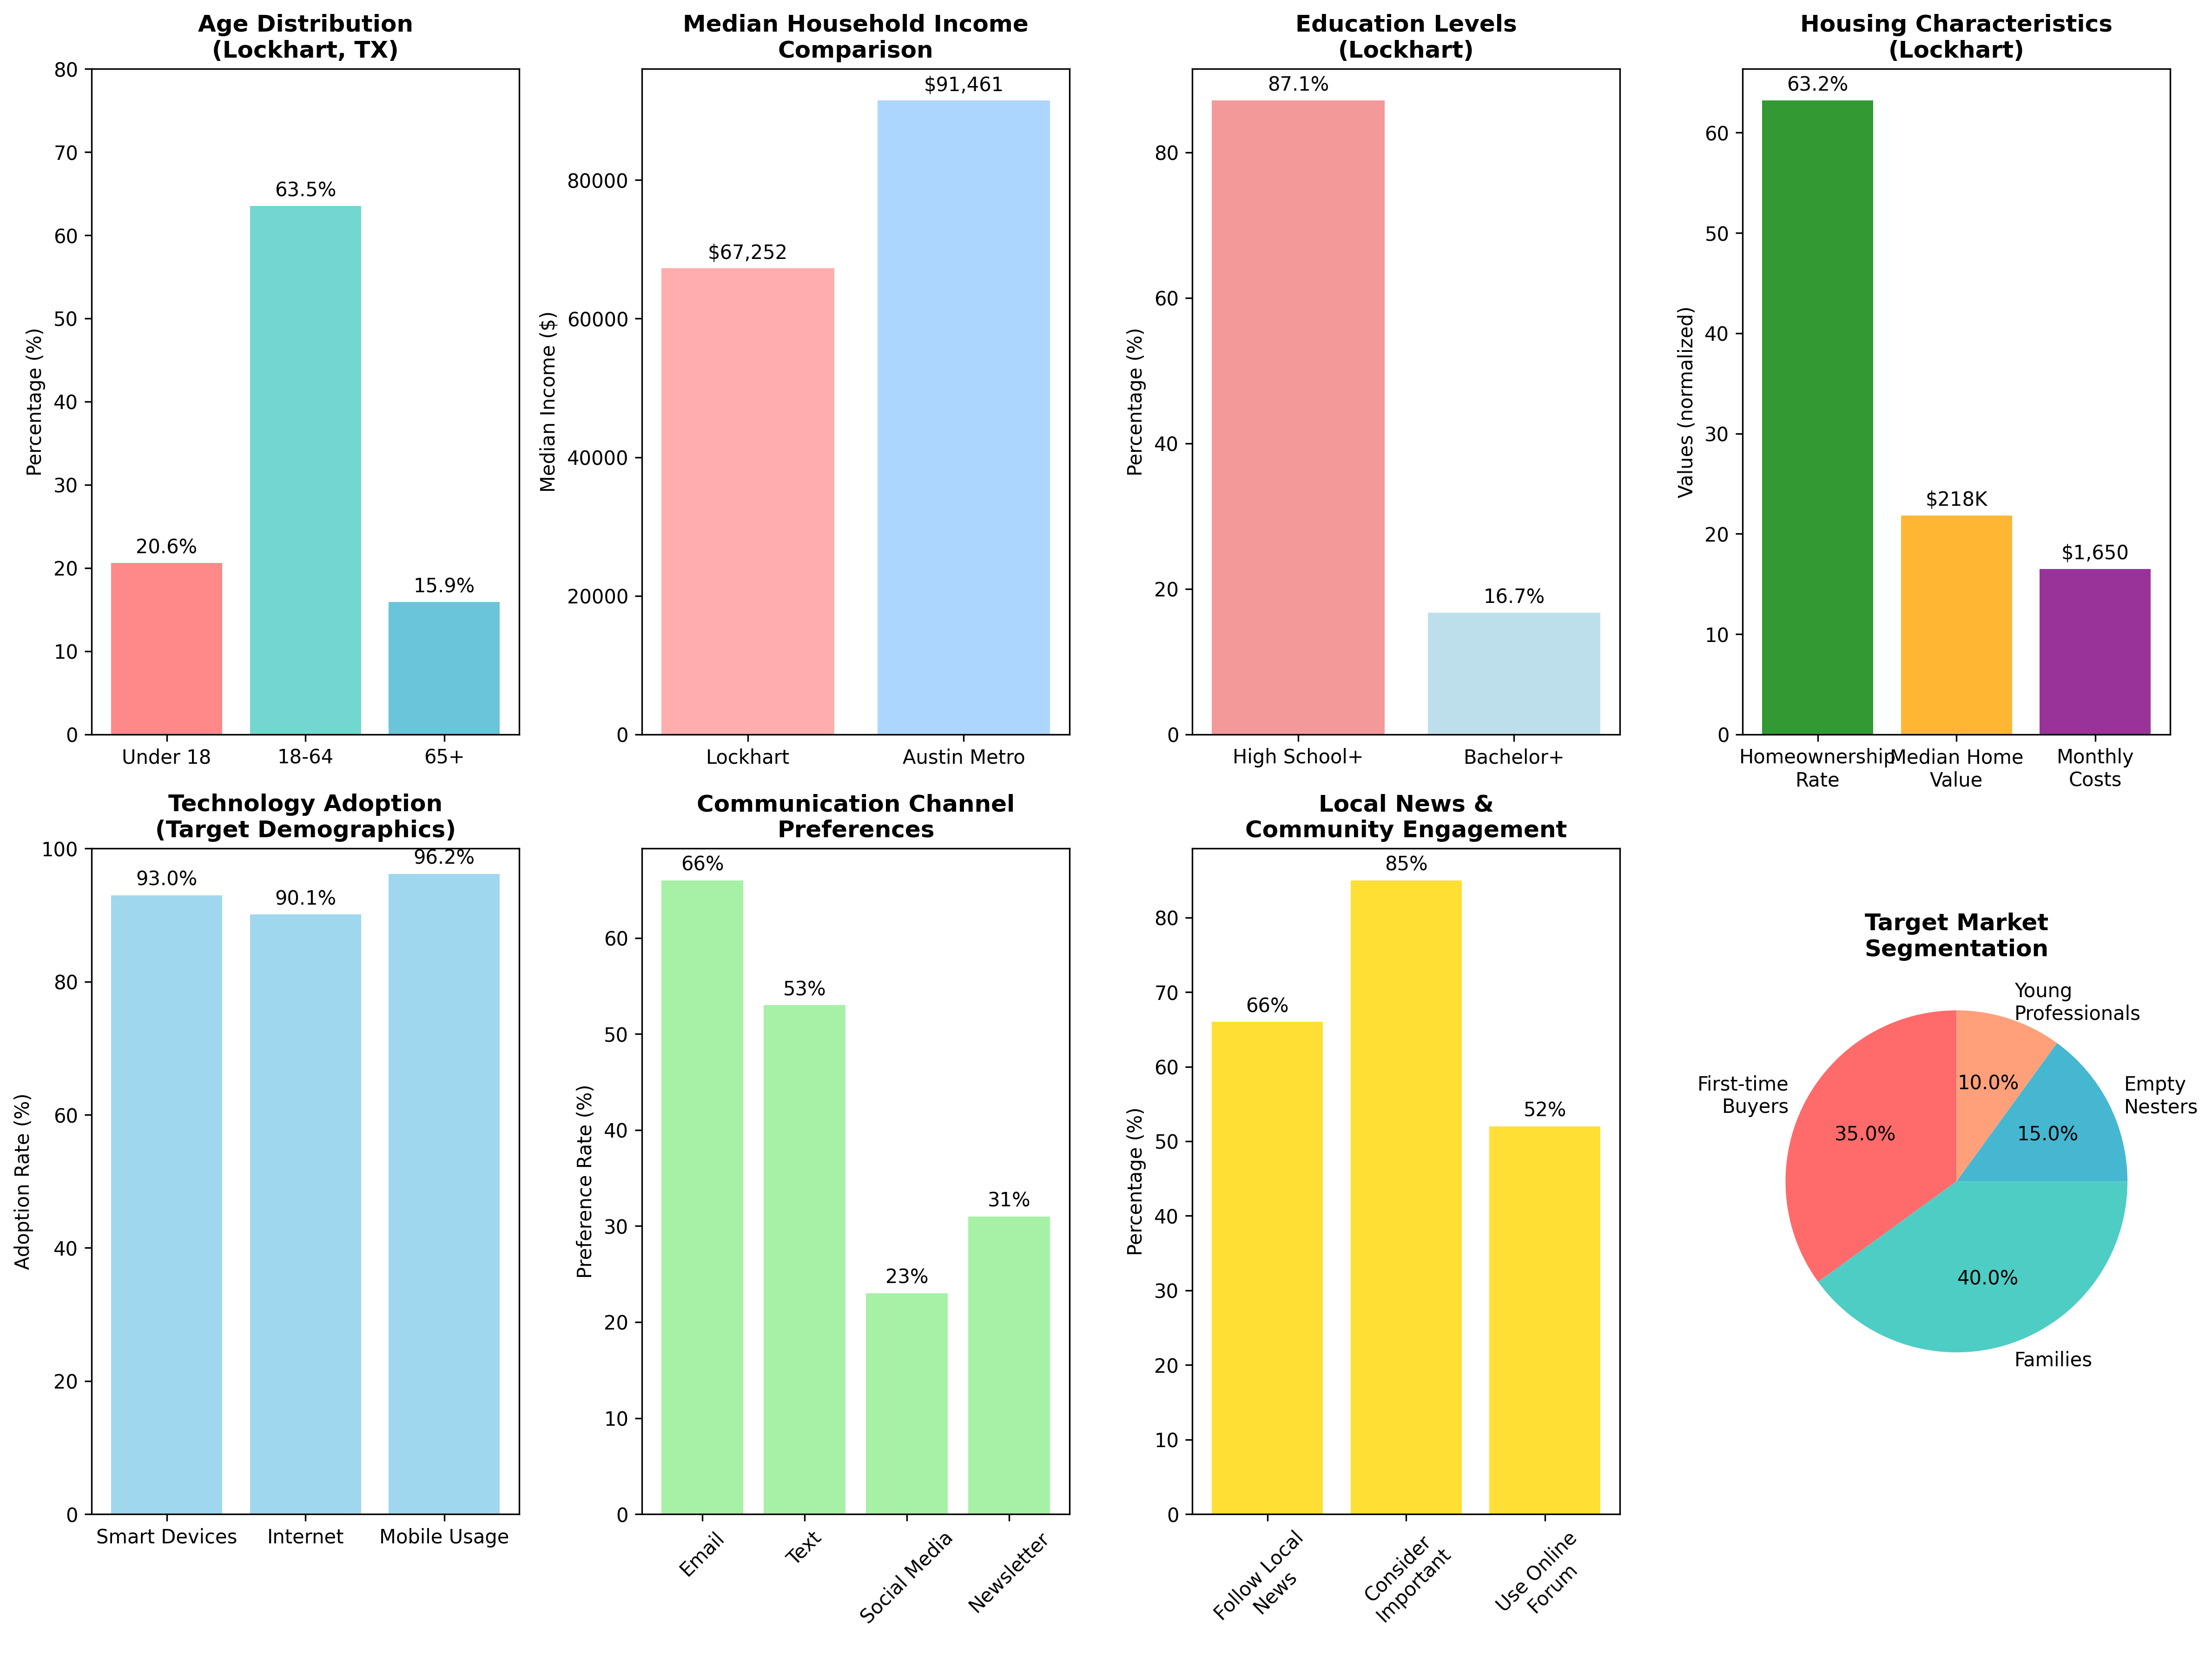 Age Distribution
(Lockhart, TX)
Percentage (%)
80
70
60
50
40
30
20
10
0
20.6%
63.5%
15.9%
Under 18
18-64
65+
Median Household Income
Comparison
Median Income ($)
80000
60000
40000
20000
0
$67,252
$91,461
Lockhart
Austin Metro
Education Levels
(Lockhart)
Percentage (%)
80
60
40
20
0
87.1%
16.7%
High School+
Bachelor+
Housing Characteristics
(Lockhart)
Values (normalized)
60
50
40
30
20
10
0
63.2%
$218K
$1,650
Homeownership
Rate
Median Home
Value
Monthly
Costs
Technology Adoption
(Target Demographics)
Adoption Rate (%)
100
80
60
40
20
0
93.0%
90.1%
96.2%
Smart Devices
Internet
Mobile Usage
Communication Channel
Preferences
Preference Rate (%)
60
50
40
30
20
10
0
66%
53%
23%
31%
Email
Text
Social Media
Newsletter
Local News &
Community Engagement
Percentage (%)
80
70
60
50
40
30
20
10
0
66%
85%
52%
Follow Local
News
Consider
Important
Use Online
Forum
Target Market
Segmentation
Young
Professionals
Empty
Nesters
First-time
Buyers
Families
10.0%
15.0%
35.0%
40.0%